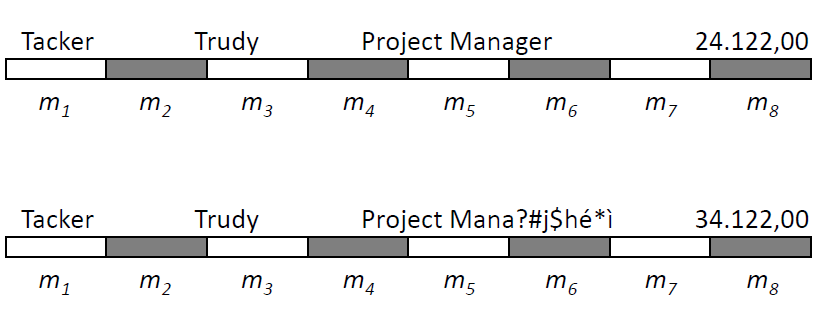 Tacker Trudy Project Manager 24.122,00
m1 m2 m3 m4 m5 m6 m7 m8
Tacker Trudy Project Mana?#j$hé*ì 34.122,00
m1 m2 m3 m4 m5 m6 m7 m8